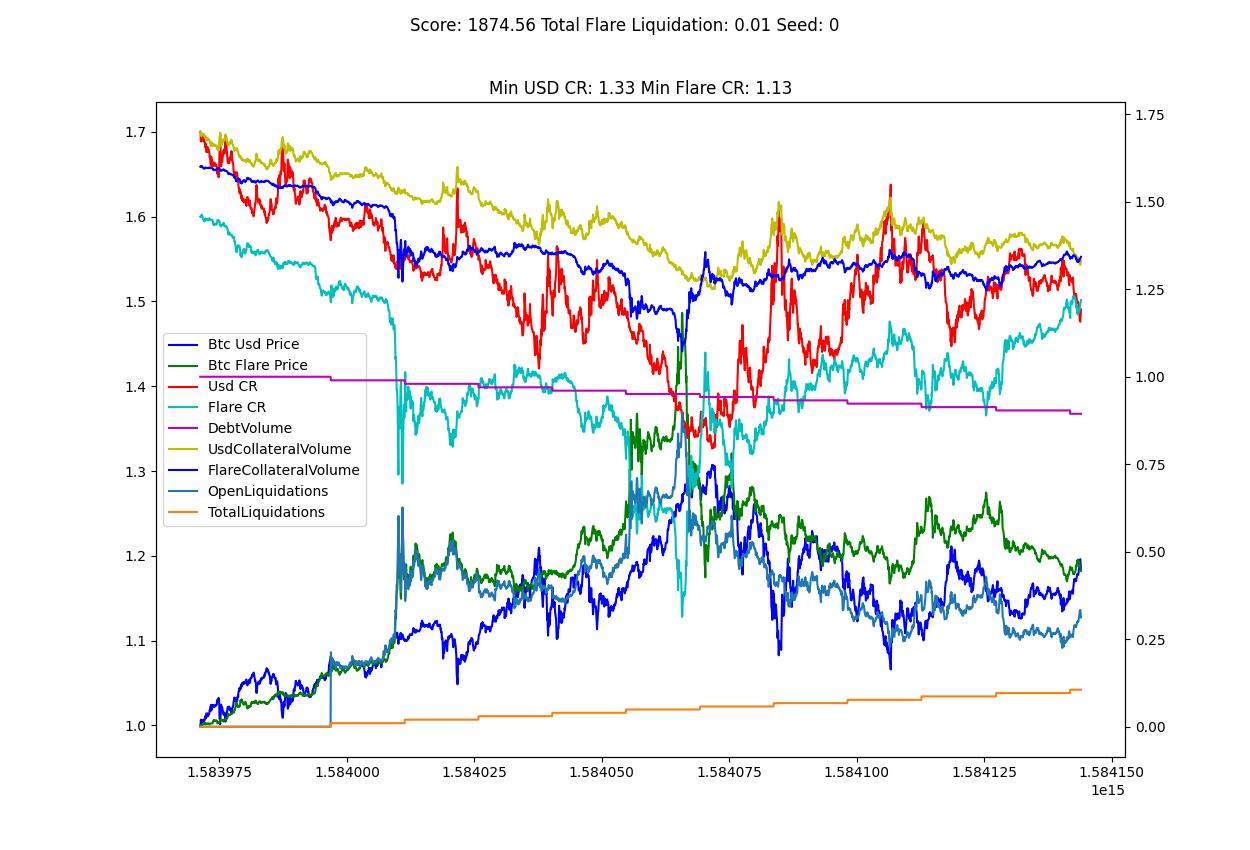 Score: 1874.56 Total Flare Liquidation: 0.01 Seed: 0
Min USD CR: 1.33 Min Flare CR: 1.13
1.7
1.6
1.5
1.4
1.3
1.2
1.1
1.0
1.75
1.50
1.25
1.00
0.75
0.50
0.25
0.00
Btc Usd Price
Btc Flare Price
Usd CR
Flare CR
DebtVolume
UsdCollateralVolume
FlareCollateralVolume
OpenLiquidations
TotalLiquidations
1.583975 1.584000 1.584025 1.584050 1.584075 1.584100 1.584125 1.584150
1e15